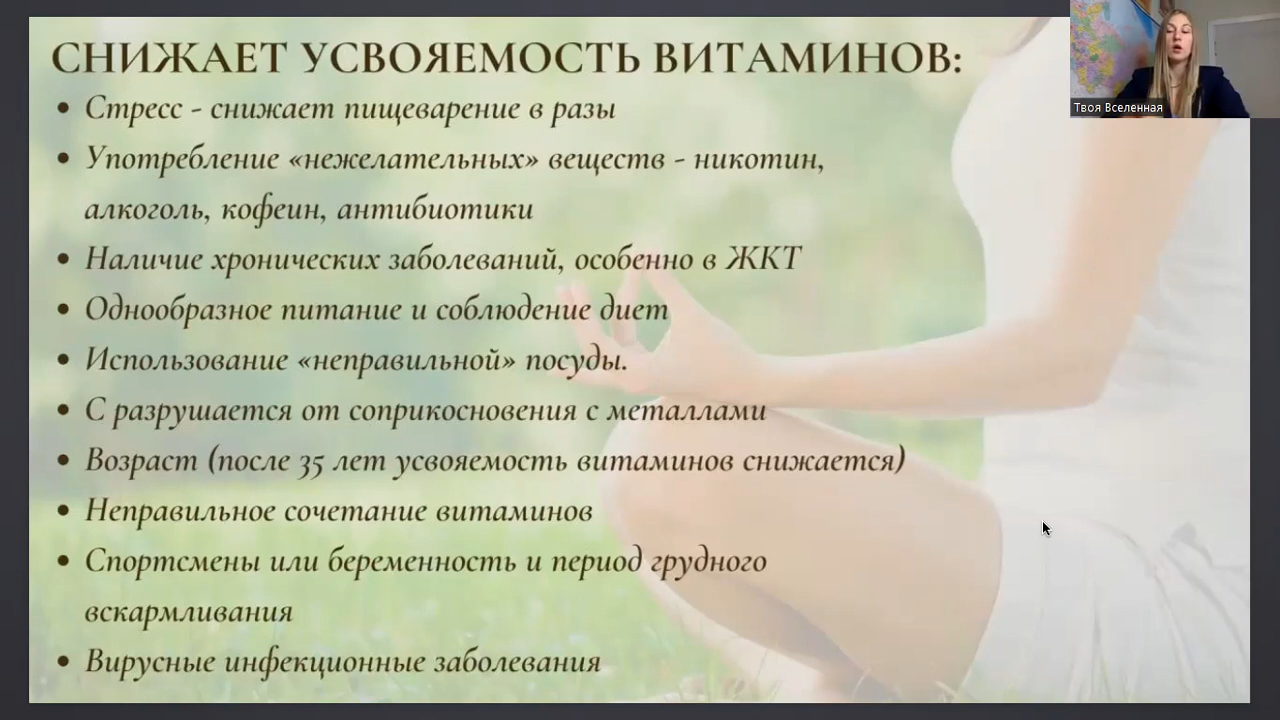 СНИЖАЕТ УСВОЯЕМОСТЬ ВИТАМИНОВ:
Твоя Вселенная
• Стресс - снижает пищеварение в разы
• Употребление «нежелательных» веществ - никотин,
алкоголь, кофеин, антибиотики
• Наличие хронических заболеваний, особенно в ЖКТ
• Однообразное питание и соблюдение диет
• Использование «неправильной» посуды.
• С разрушается от соприкосновения с металлами
• Возраст (после 35 лет усвояемость витаминов снижается)
• Неправильное сочетание витаминов
• Спортсмены или беременность и период грудного
вскармливания
• Вирусные инфекционные заболевания